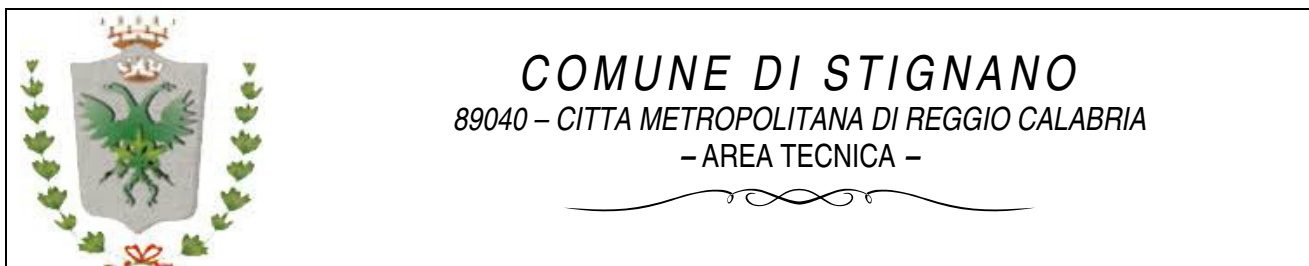 COMUNE DI STIGNANO
89040 – CITTA METROPOLITANA DI REGGIO CALABRIA
– AREA TECNICA –